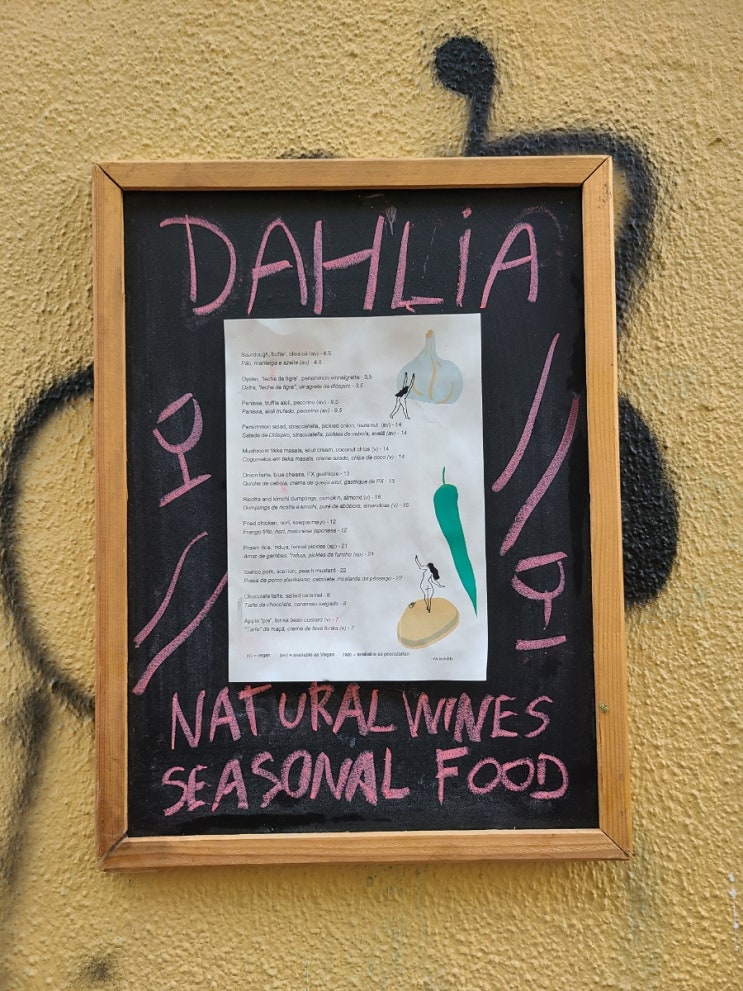 DAHLIA
Sourdough, butter, olive oil (av) - 4.5
Pão, manteiga e azeite (av) - 4.5
Oyster, "leche de tigre", persimmon vinnaigrette - 3,5
Ostra, "leche de tigre", vinagrete de dióspiro - 3,5
Panisse, truffle aioli, pecorino (av) - 9,5
Panissa, aioli trufado, pecorino (av) - 9,5
Persimmon salad, stracciatella, pickled onion, hazelnut (av) - 14
Salada de Dióspiro, stracciatella, pickles de cebola, avelã (av) - 14
Mushroom tikka masala, sour cream, coconut chips (v) - 14
Cogumelos em tikka masala, creme azedo, chips de coco (v) - 14
Onion tarte, blue cheese, PX gastrique - 13
Quiche de cebola, creme de queijo azul, gastrique de PX - 13
Ricotta and kimchi dumplings, pumpkin, almond (v) - 15
Dumplings de ricotta e kimchi, puré de abóbora, amêndoas (v) - 15
Fried chicken, nori, kewpie mayo - 12
Frango frito, nori, maionese japonesa - 12
Prawn rice, 'nduja, fennel pickles (ap) - 21
Arroz de gambas, 'nduja, pickles de funcho (ap) - 21
Iberico pork, scallion, peach mustard - 22
Presa de porco alentejano, cebolete, mostarda de pêssego - 22
Chocolate tarte, salted caramel - 8
Tarte de chocolate, caramelo salgado - 8
Apple "pie", tonka bean custard (v) - 7
"Tarte" de maçã, creme de fava tonka (v) - 7
(v) = vegan (av) = available as Vegan (ap) = available as pescatarian
NATURAL WINES
SEASONAL FOOD